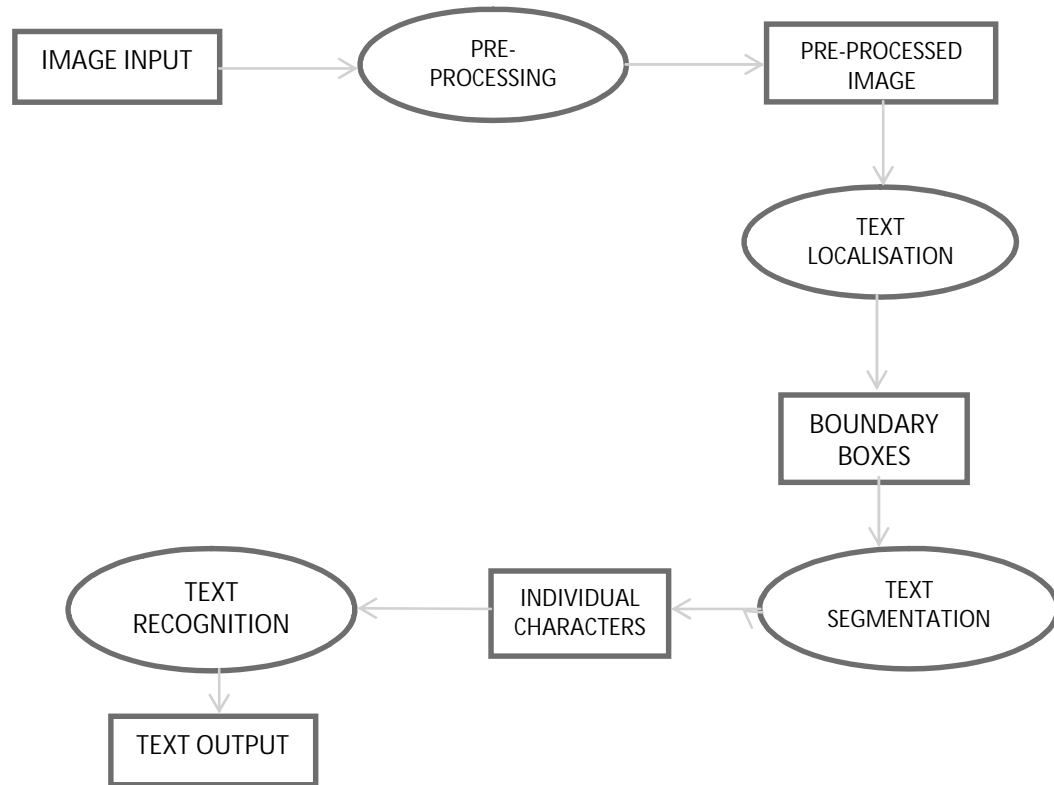 IMAGE INPUT
PRE-
PROCESSING
PRE-PROCESSED
IMAGE
TEXT
LOCALISATION
BOUNDARY
BOXES
TEXT
SEGMENTATION
INDIVIDUAL
CHARACTERS
TEXT
RECOGNITION
TEXT OUTPUT